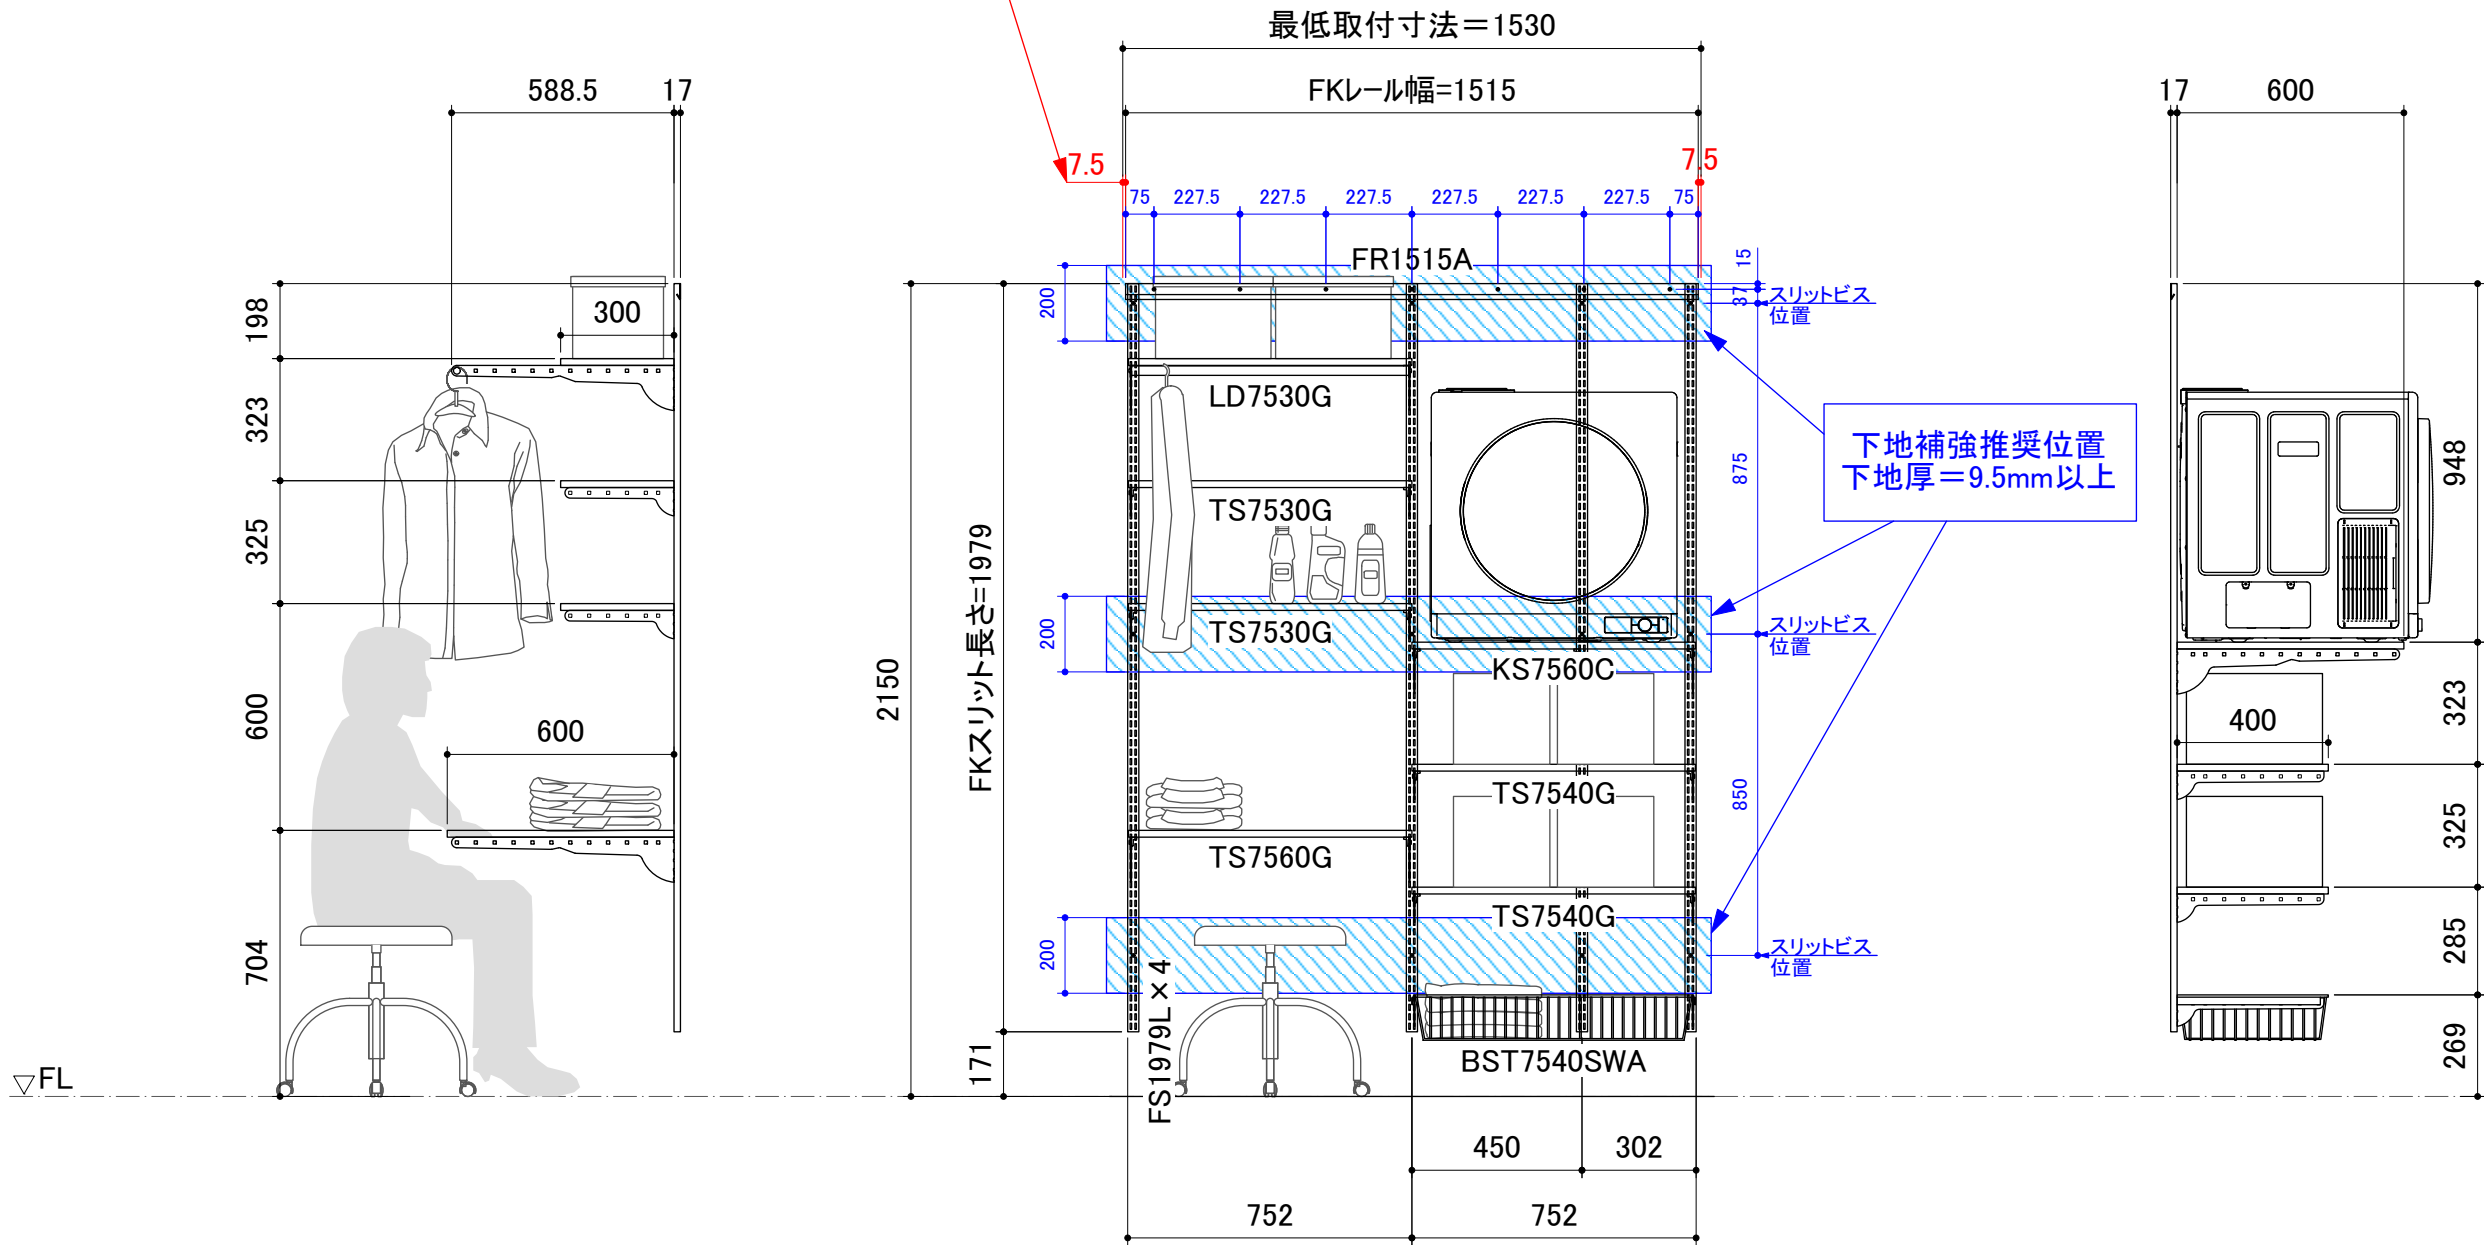 最低取付寸法＝1530
588.5
17
FKレール幅=1515
17
600
7.5
7.5
75
227.5
227.5
227.5
227.5
227.5
227.5
75
FR1515A
15
37
スリットビス
位置
200
198
300
LD7530G
323
875
下地補強推奨位置
下地厚＝9.5mm以上
948
TS7530G
325
FKスリット長さ=1979
TS7530G
200
スリットビス
位置
KS7560C
2150
600
600
323
400
TS7540G
850
325
TS7560G
TS7540G
704
200
スリットビス
位置
285
FS1979L×4
171
BST7540SWA
269
▽FL
450
302
752
752